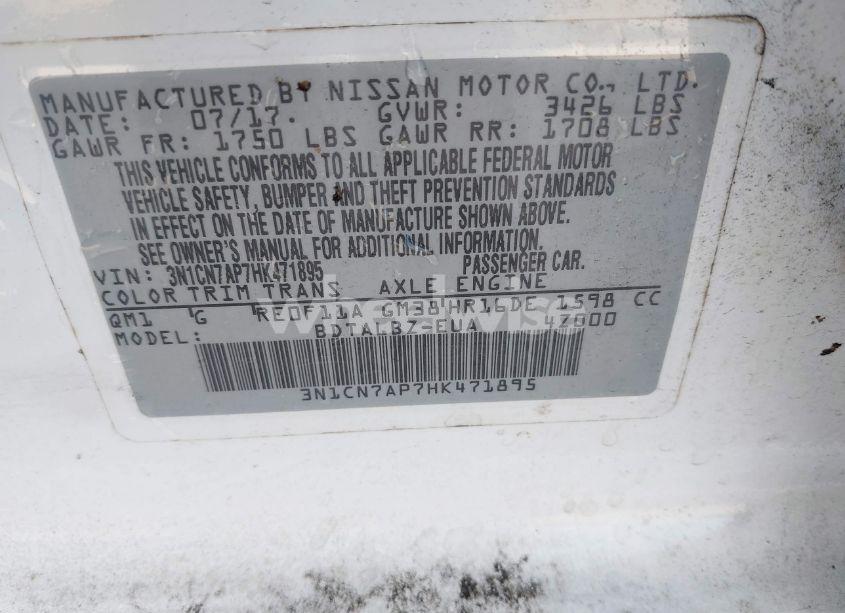 MANUFACTURED BY NISSAN MOTOR CO., LTD.
DATE: 07/17. GVWR: 3426 LBS
GAWR FR: 1750 LBS GAWR RR: 1708 LBS
THIS VEHICLE CONFORMS TO ALL APPLICABLE FEDERAL MOTOR
VEHICLE SAFETY, BUMPER AND THEFT PREVENTION STANDARDS
IN EFFECT ON THE DATE OF MANUFACTURE SHOWN ABOVE.
SEE OWNER'S MANUAL FOR ADDITIONAL INFORMATION.
VIN: 3N1CN7AP7HK471895 PASSENGER CAR.
COLOR TRIM TRANS AXLE ENGINE
QM1 G RE0F11A GM38 HR16DE 1598 CC
MODEL: BDTALBZ-EUA 4Z000
3N1CN7AP7HK471895